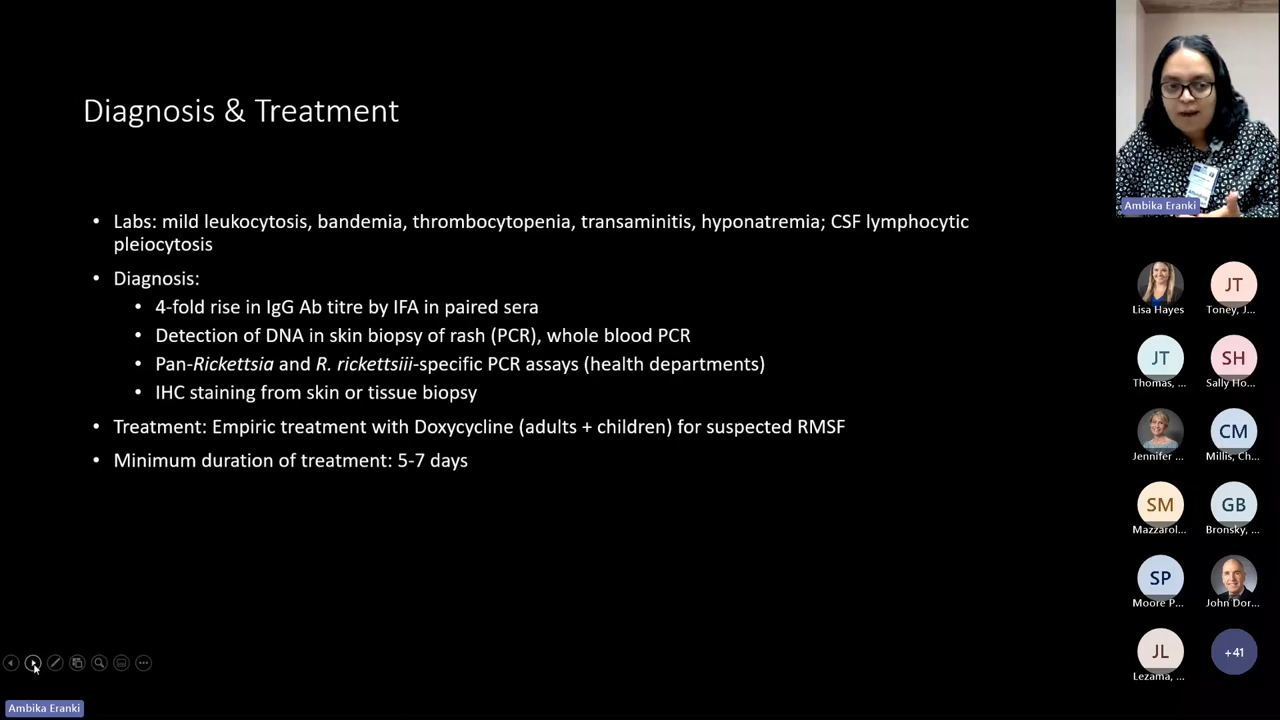 Diagnosis & Treatment
• Labs: mild leukocytosis, bandemia, thrombocytopenia, transaminitis, hyponatremia; CSF lymphocytic
pleiocytosis
• Diagnosis:
• 4-fold rise in IgG Ab titre by IFA in paired sera
• Detection of DNA in skin biopsy of rash (PCR), whole blood PCR
• Pan-Rickettsia and R. rickettsiii-specific PCR assays (health departments)
• IHC staining from skin or tissue biopsy
• Treatment: Empiric treatment with Doxycycline (adults + children) for suspected RMSF
• Minimum duration of treatment: 5-7 days
Ambika Eranki
Lisa Hayes
JT
Toney, J...
JT
Thomas, ...
SH
Sally Ho...
Jennifer ...
CM
Millis, Ch...
SM
Mazzarol...
GB
Bronsky, ...
SP
Moore P...
John Dor...
JL
Lezama, ...
+41
Ambika Eranki